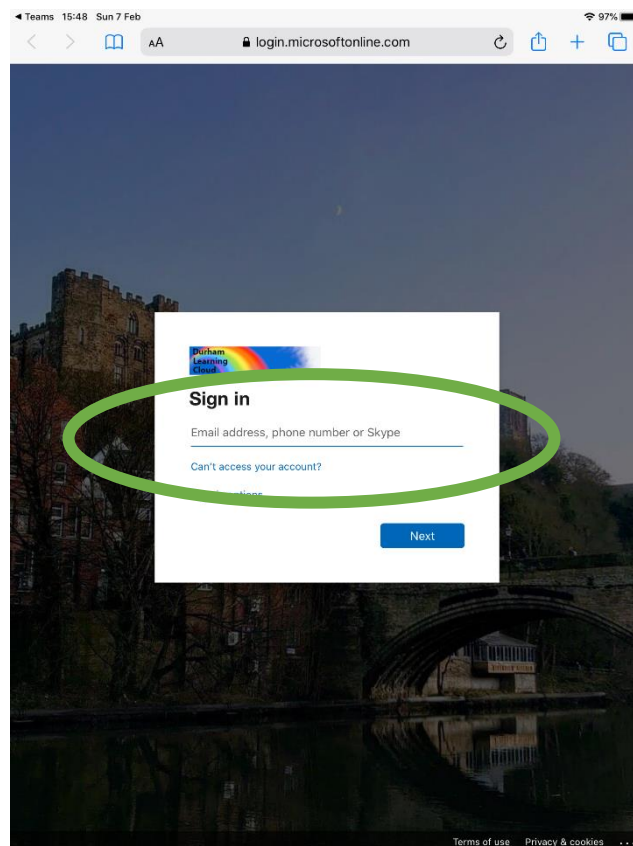 ◄ Teams 15:48 Sun 7 Feb 97%
AA login.microsoftonline.com
Durham
Learning
Cloud
Sign in
Email address, phone number or Skype
Can't access your account?
Next
Terms of use Privacy & cookies ...